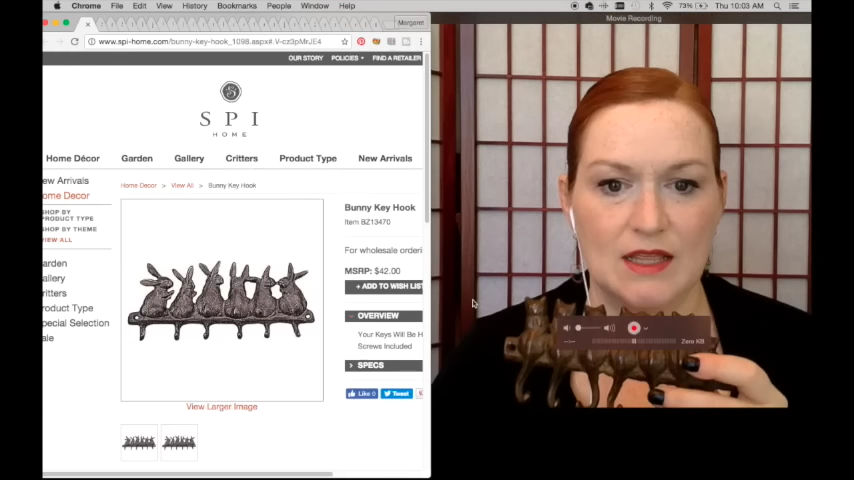 Chrome File Edit View History Bookmarks People Window Help
73% Thu 10:03 AM
Movie Recording
Margaret
www.spi-home.com/bunny-key-hook_1098.aspx#.V-cz3pMrJE4
OUR STORY POLICIES FIND A RETAILER
S
SPI
HOME
Home Décor Garden Gallery Critters Product Type New Arrivals
ew Arrivals
ome Decor
SHOP BY
PRODUCT TYPE
SHOP BY THEME
VIEW ALL
arden
allery
ritters
roduct Type
pecial Selection
ale
Home Decor > View All > Bunny Key Hook
View Larger Image
Bunny Key Hook
Item BZ13470
For wholesale orderi
MSRP: $42.00
+ ADD TO WISH LIST
OVERVIEW
Your Keys Will Be H
Screws Included
SPECS
Like 0 Tweet
--:-- Zero KB